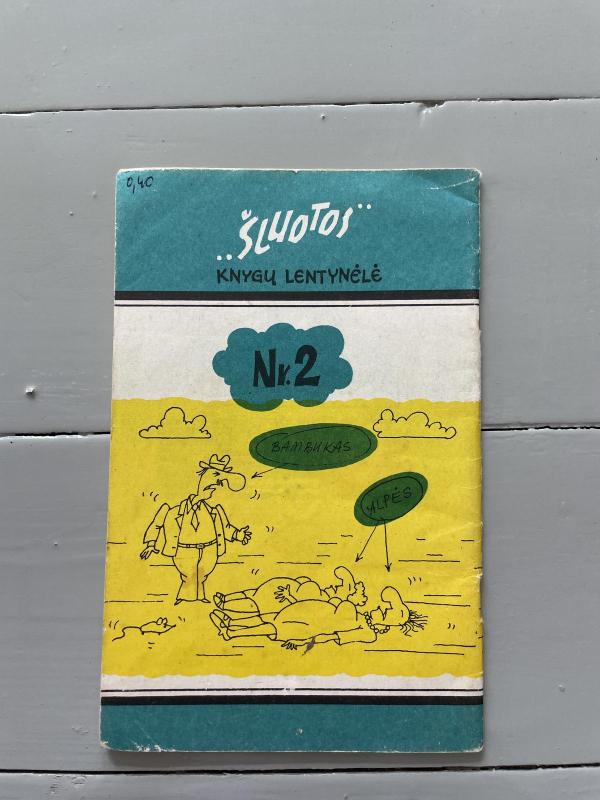 0,40
„ŠLUOTOS”
KNYGŲ LENTYNĖLĖ
Nr. 2
BAMBUKAS
ALPĖS